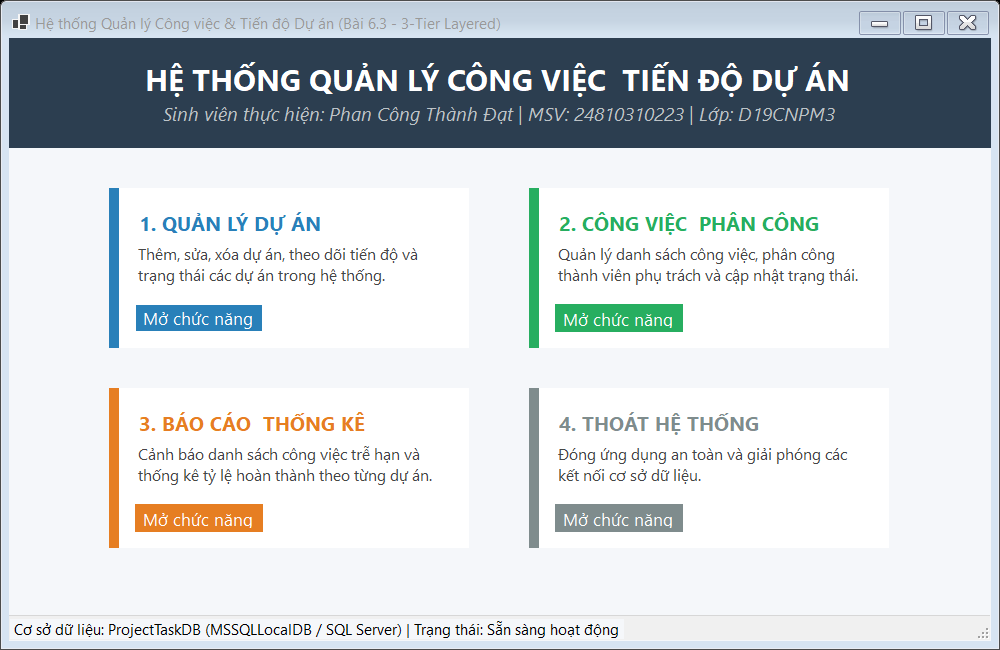 Hệ thống Quản lý Công việc & Tiến độ Dự án (Bài 6.3 - 3-Tier Layered)
HỆ THỐNG QUẢN LÝ CÔNG VIỆC  TIẾN ĐỘ DỰ ÁN
Sinh viên thực hiện: Phan Công Thành Đạt | MSV: 24810310223 | Lớp: D19CNPM3
1. QUẢN LÝ DỰ ÁN
Thêm, sửa, xóa dự án, theo dõi tiến độ và
trạng thái các dự án trong hệ thống.
Mở chức năng
2. CÔNG VIỆC  PHÂN CÔNG
Quản lý danh sách công việc, phân công
thành viên phụ trách và cập nhật trạng thái.
Mở chức năng
3. BÁO CÁO  THỐNG KÊ
Cảnh báo danh sách công việc trễ hạn và
thống kê tỷ lệ hoàn thành theo từng dự án.
Mở chức năng
4. THOÁT HỆ THỐNG
Đóng ứng dụng an toàn và giải phóng các
kết nối cơ sở dữ liệu.
Mở chức năng
Cơ sở dữ liệu: ProjectTaskDB (MSSQLLocalDB / SQL Server) | Trạng thái: Sẵn sàng hoạt động